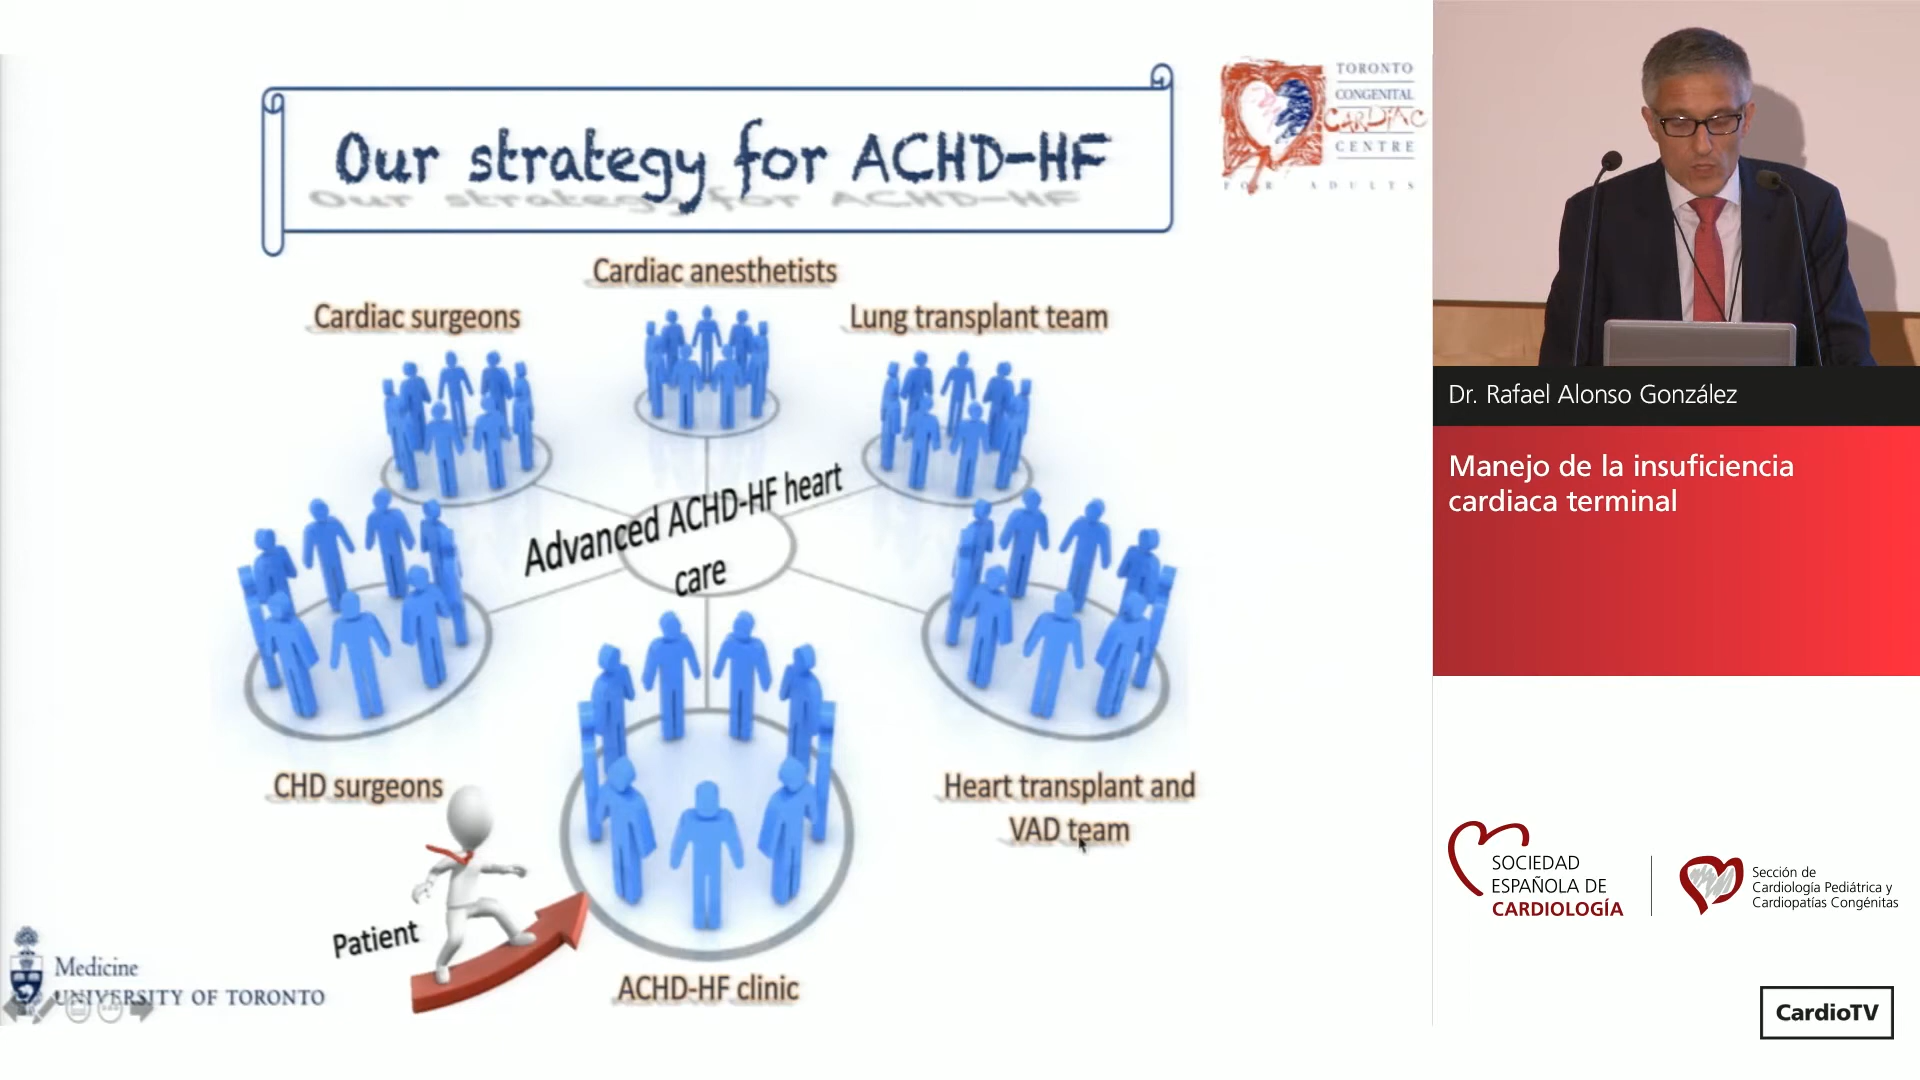 Our strategy for ACHD-HF
TORONTO
CONGENITAL
CARDIAC
CENTRE
FOR ADULTS
Cardiac anesthetists
Cardiac surgeons
Lung transplant team
Advanced ACHD-HF heart
care
CHD surgeons
Heart transplant and
VAD team
Patient
ACHD-HF clinic
Medicine
UNIVERSITY OF TORONTO
Dr. Rafael Alonso González
Manejo de la insuficiencia
cardiaca terminal
SOCIEDAD
ESPAÑOLA DE
CARDIOLOGÍA
Sección de
Cardiología Pediátrica y
Cardiopatías Congénitas
CardioTV